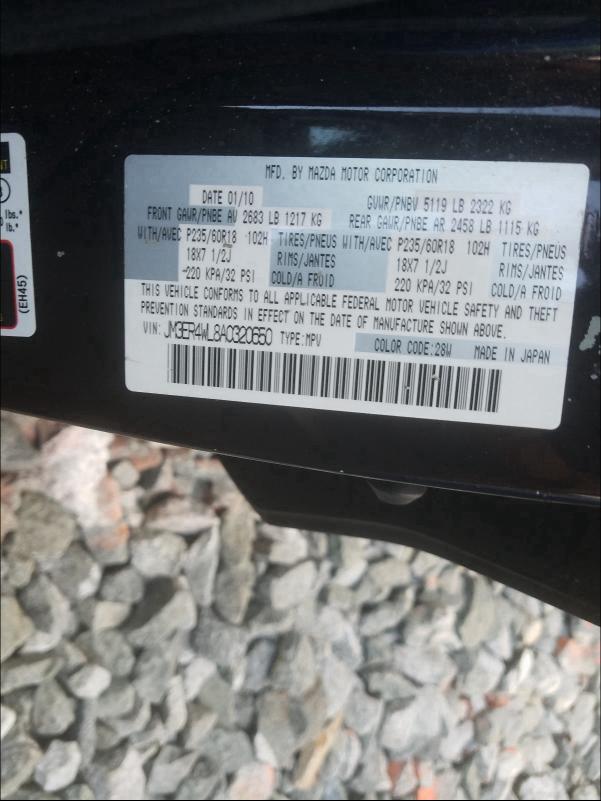 MFD. BY MAZDA MOTOR CORPORATION
DATE 01/10 GVWR/PNBV 5119 LB 2322 KG
FRONT GAWR/PNBE AV 2683 LB 1217 KG REAR GAWR/PNBE AR 2458 LB 1115 KG
WITH/AVEC P235/60R18 102H TIRES/PNEUS WITH/AVEC P235/60R18 102H TIRES/PNEUS
18X7 1/2J RIMS/JANTES 18X7 1/2J RIMS/JANTES
220 KPA/32 PSI COLD/A FROID 220 KPA/32 PSI COLD/A FROID
THIS VEHICLE CONFORMS TO ALL APPLICABLE FEDERAL MOTOR VEHICLE SAFETY AND THEFT
PREVENTION STANDARDS IN EFFECT ON THE DATE OF MANUFACTURE SHOWN ABOVE.
VIN: JM3ER4WL8A0320650 TYPE:MPV COLOR CODE:28W MADE IN JAPAN
lbs.*
lb.*
(EH45)